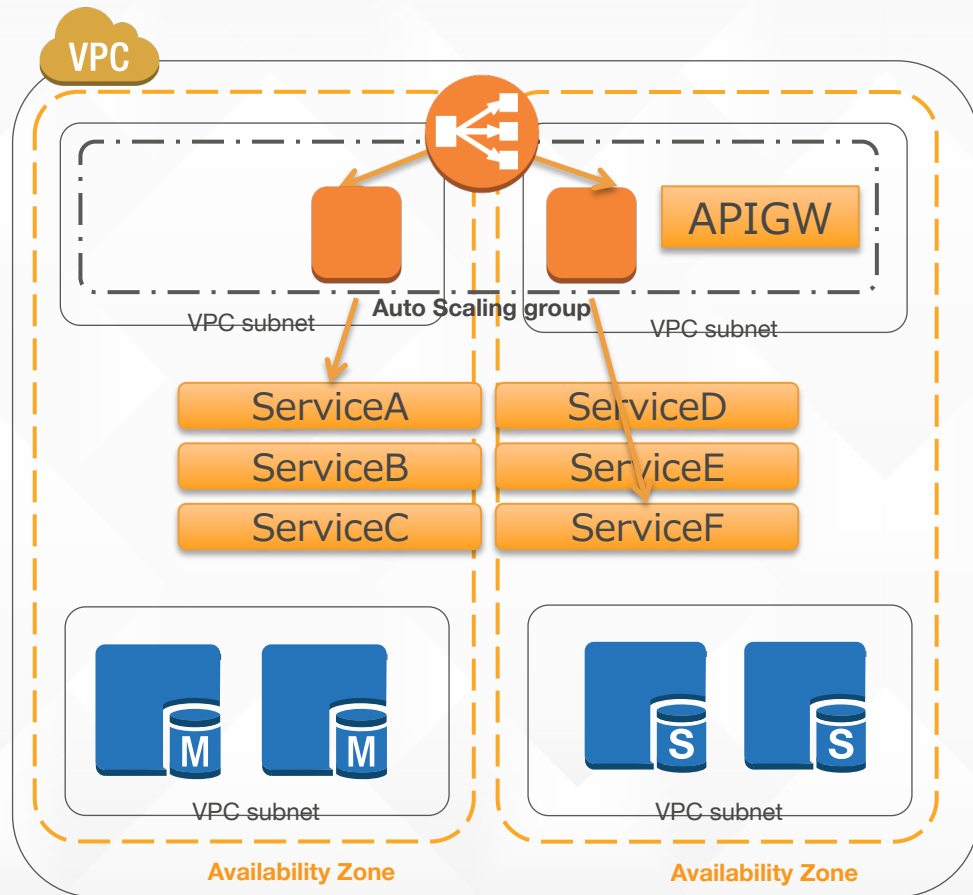 VPC
APIGW
Auto Scaling group
VPC subnet
VPC subnet
ServiceA
ServiceD
ServiceB
ServiceE
ServiceC
ServiceF
M
M
S
S
VPC subnet
VPC subnet
Availability Zone
Availability Zone